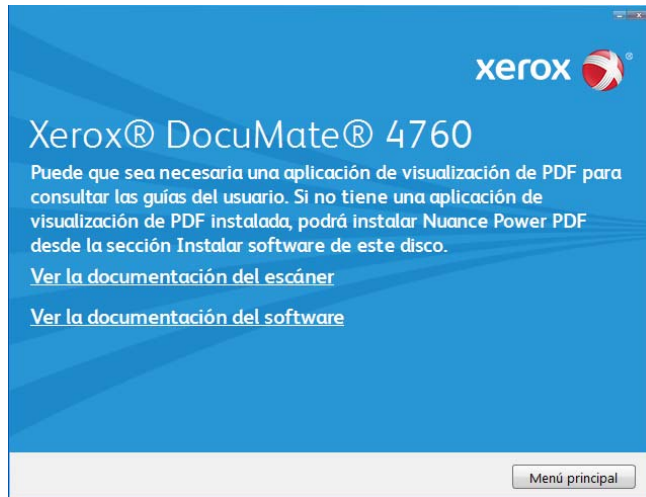 xerox ®
Xerox® DocuMate® 4760
Puede que sea necesaria una aplicación de visualización de PDF para
consultar las guías del usuario. Si no tiene una aplicación de
visualización de PDF instalada, podrá instalar Nuance Power PDF
desde la sección Instalar software de este disco.
Ver la documentación del escáner
Ver la documentación del software
Menú principal